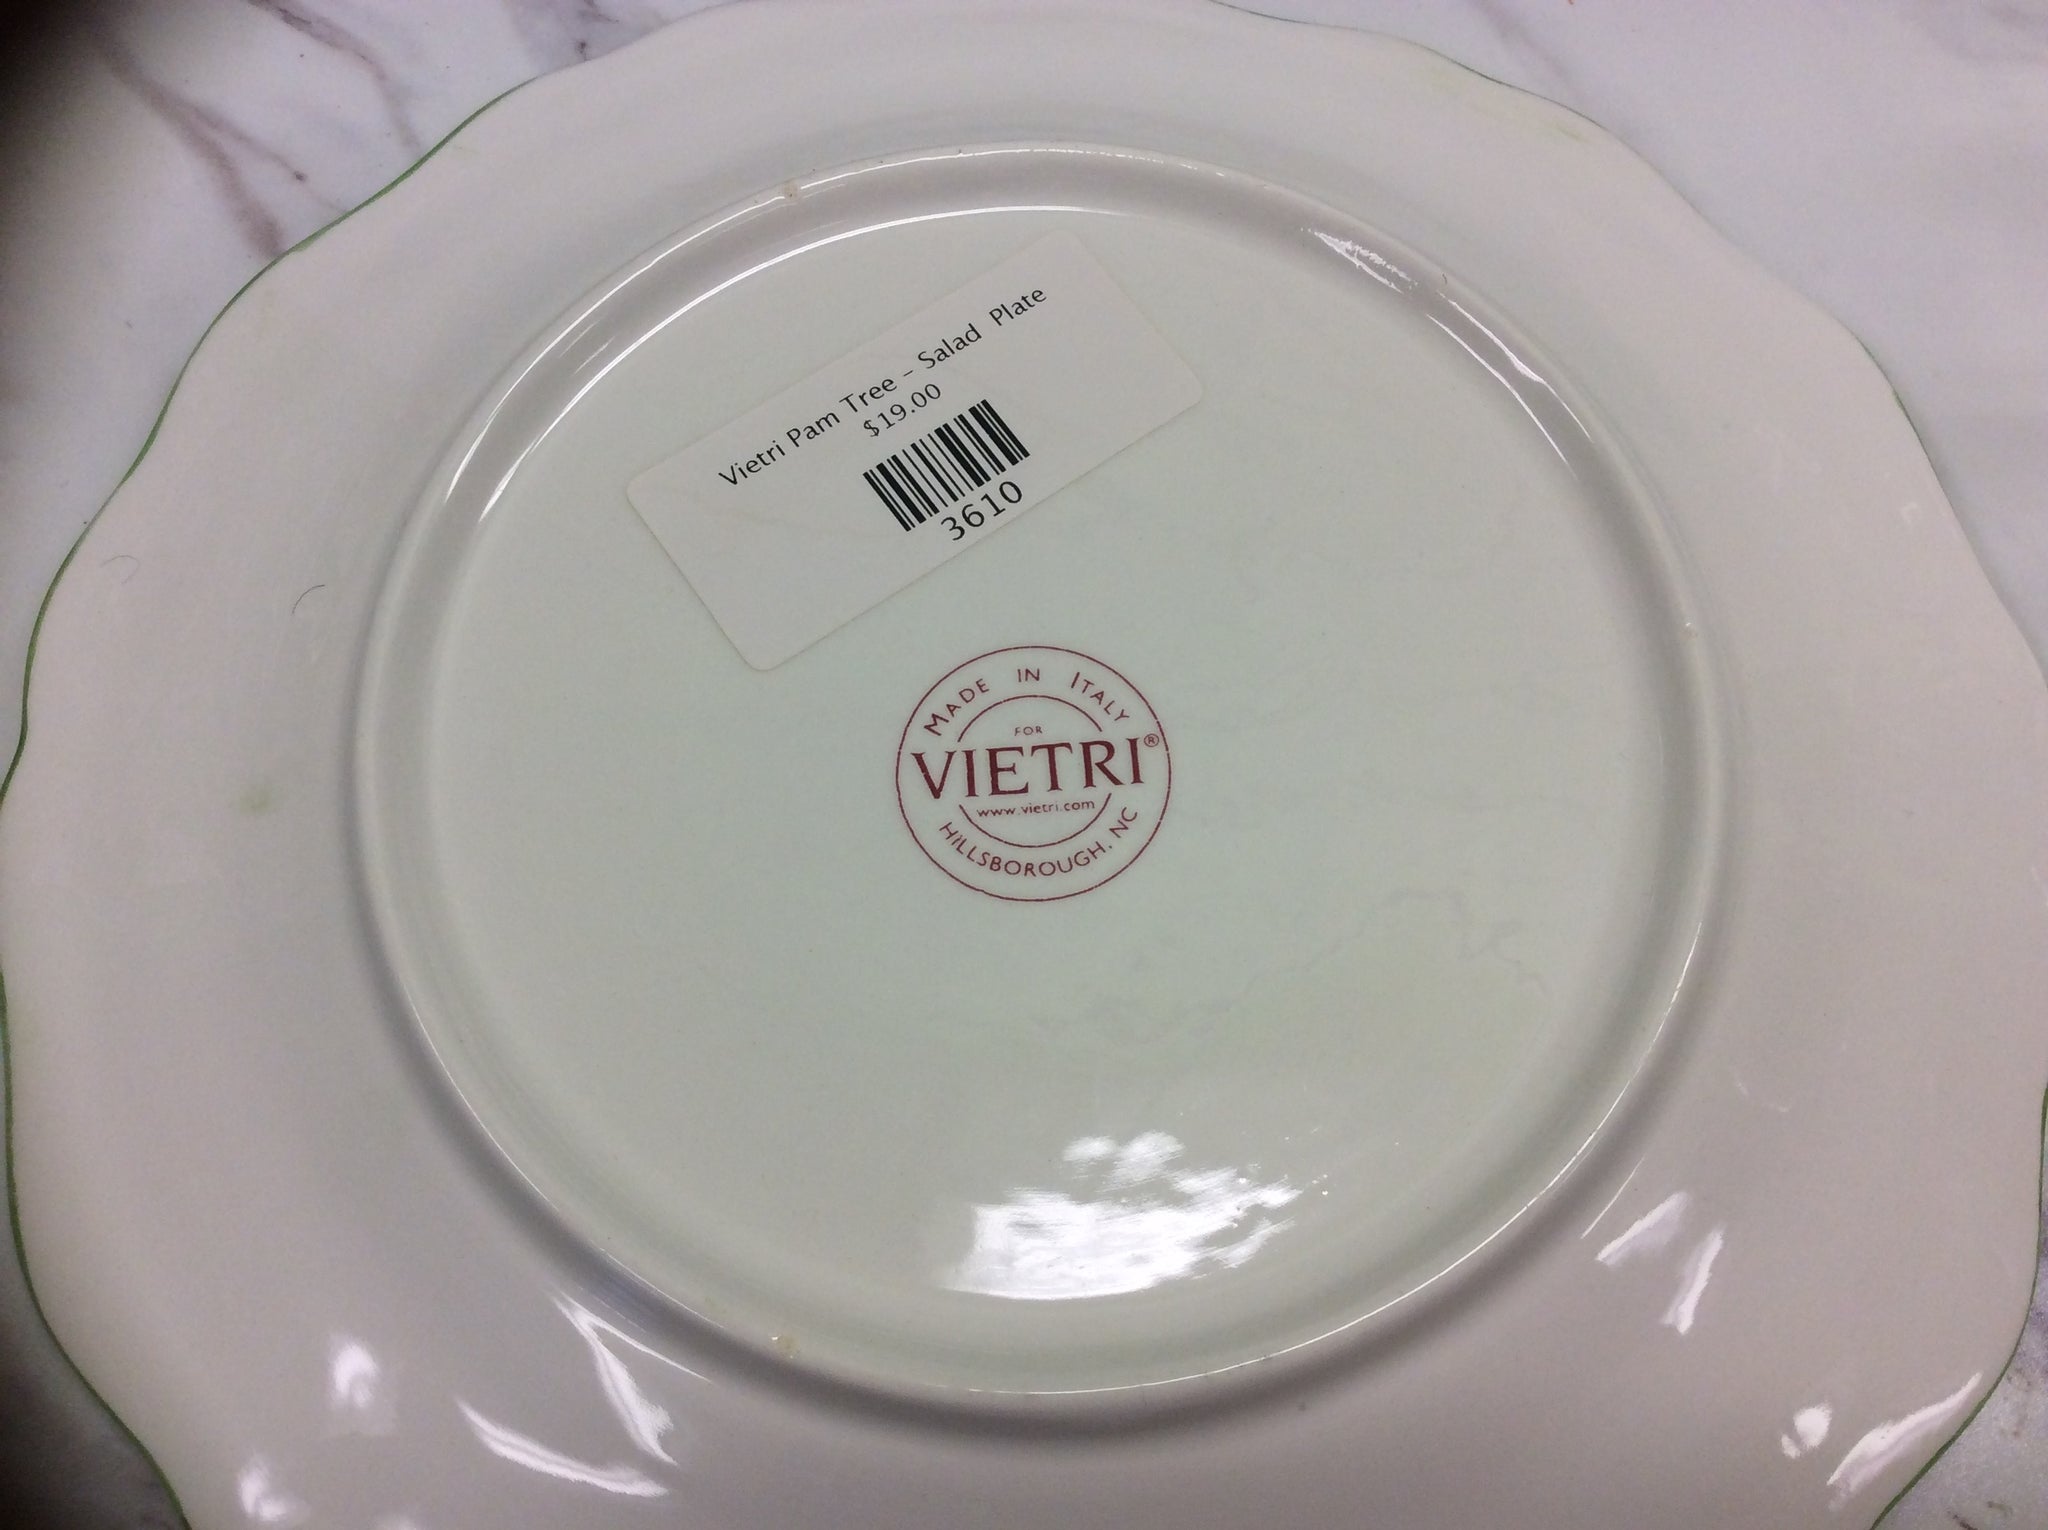 Vietri Pam Tree – Salad Plate
$19.00
3610
MADE IN ITALY
FOR
VIETRI®
www.vietri.com
HILLSBOROUGH, NC